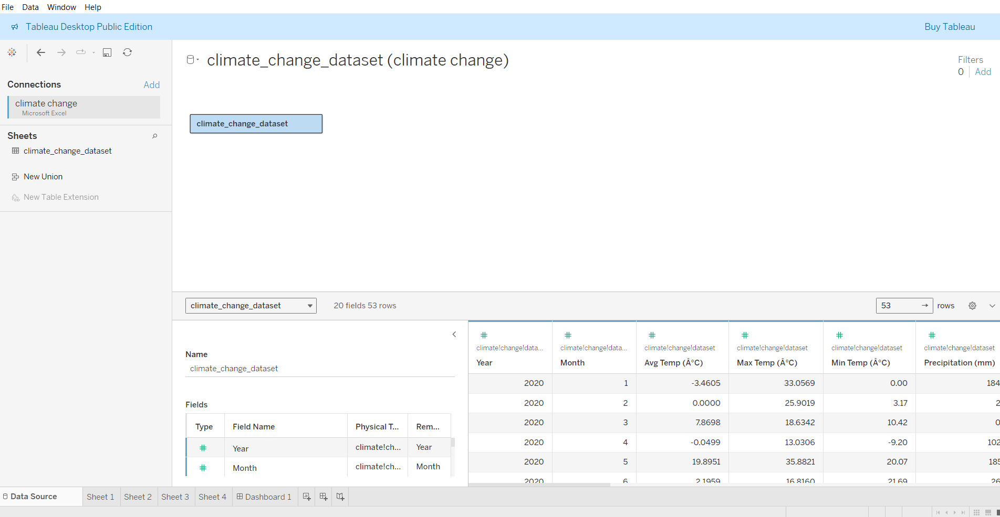 File Data Window Help
Tableau Desktop Public Edition Buy Tableau
climate_change_dataset (climate change)
Filters
0 Add
Connections Add
climate change
Microsoft Excel
Sheets
climate_change_dataset
New Union
New Table Extension
climate_change_dataset
climate_change_dataset 20 fields 53 rows 53 rows
Name
climate_change_dataset
Fields
Type Field Name Physical T... Rem...
Year climate!ch... Year
Month climate!ch... Month
climate!change!data... climate!change!data... climate!change!dataset climate!change!dataset climate!change!dataset climate!change!dataset
Year Month Avg Temp (Â°C) Max Temp (Â°C) Min Temp (Â°C) Precipitation (mm)
2020 1 -3.4605 33.0569 0.00 184
2020 2 0.0000 25.9019 3.17 2
2020 3 7.8698 18.6342 10.42 0
2020 4 -0.0499 13.0306 -9.20 102
2020 5 19.8951 35.8821 20.07 185
2020 6 2.1959 16.8160 21.69 26
Data Source Sheet 1 Sheet 2 Sheet 3 Sheet 4 Dashboard 1